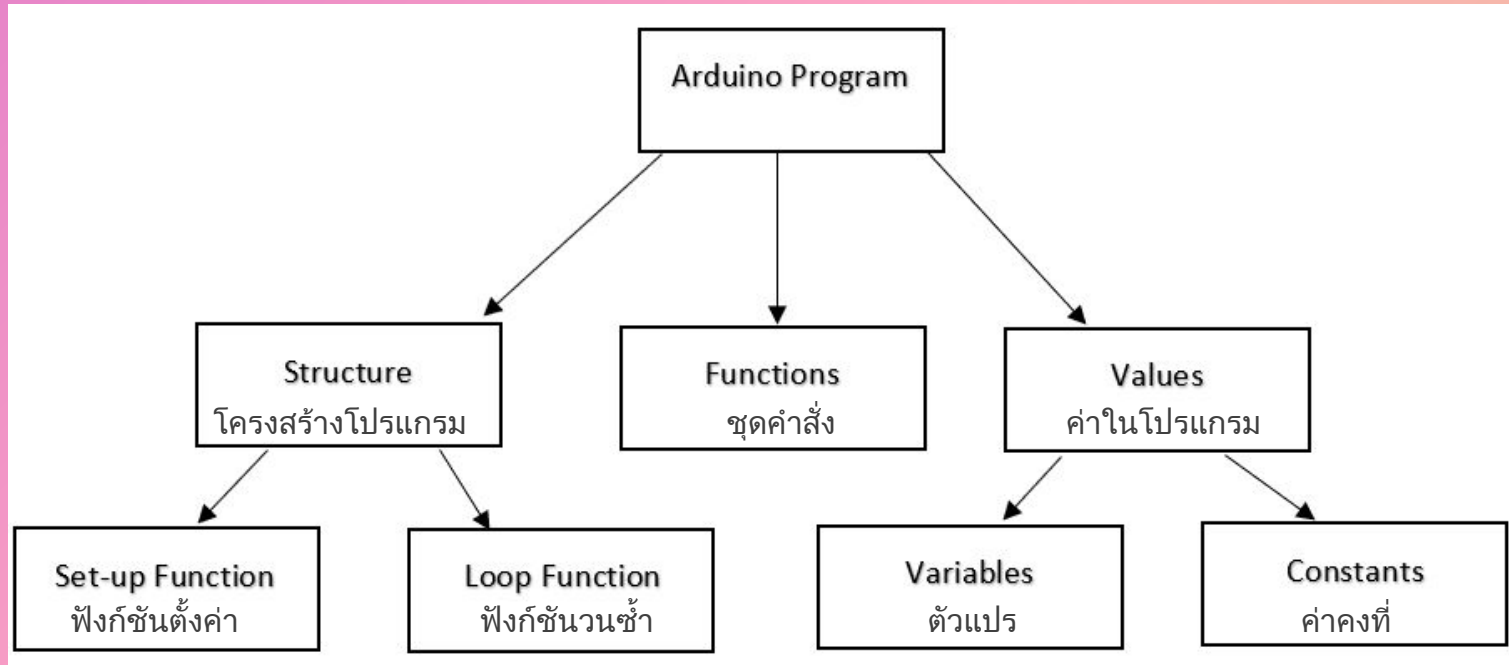 Arduino Program
Structure
โครงสร้างโปรแกรม
Functions
ชุดคำสั่ง
Values
ค่าในโปรแกรม
Set-up Function
ฟังก์ชันตั้งค่า
Loop Function
ฟังก์ชันวนซ้ำ
Variables
ตัวแปร
Constants
ค่าคงที่